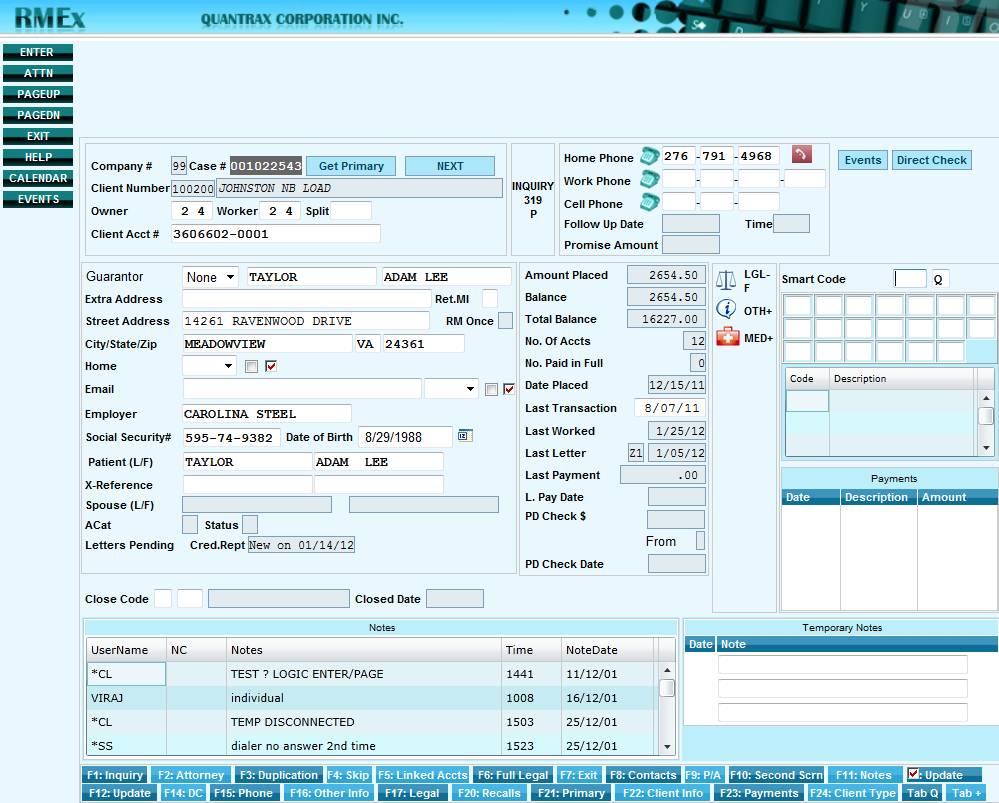 RMEx QUANTRAX CORPORATION INC.
ENTER
ATTN
PAGEUP
PAGEDN
EXIT
HELP
CALENDAR
EVENTS
Company # 99 Case # 001022543 Get Primary NEXT
Client Number 100200 JOHNSTON NB LOAD
Owner 2 4 Worker 2 4 Split
Client Acct # 3606602-0001
INQUIRY
319
P
Home Phone 276 - 791 - 4968
Work Phone - -
Cell Phone - -
Follow Up Date Time
Promise Amount
Events Direct Check
Guarantor None TAYLOR ADAM LEE
Extra Address Ret.MI
Street Address 14261 RAVENWOOD DRIVE RM Once
City/State/Zip MEADOWVIEW VA 24361
Home
Email
Employer CAROLINA STEEL
Social Security# 595-74-9382 Date of Birth 8/29/1988
Patient (L/F) TAYLOR ADAM LEE
X-Reference
Spouse (L/F)
ACat Status
Letters Pending Cred.Rept New on 01/14/12
Amount Placed 2654.50
Balance 2654.50
Total Balance 16227.00
No. Of Accts 12
No. Paid in Full 0
Date Placed 12/15/11
Last Transaction 8/07/11
Last Worked 1/25/12
Last Letter Z1 1/05/12
Last Payment .00
L. Pay Date
PD Check $
From
PD Check Date
LGL-
F
OTH+
MED+
Smart Code Q
Code Description
Payments
Date Description Amount
Close Code Closed Date
Notes
UserName NC Notes Time NoteDate
*CL TEST ? LOGIC ENTER/PAGE 1441 11/12/01
VIRAJ individual 1008 16/12/01
*CL TEMP DISCONNECTED 1503 25/12/01
*SS dialer no answer 2nd time 1523 25/12/01
Temporary Notes
Date Note
F1: Inquiry F2: Attorney F3: Duplication F4: Skip F5: Linked Accts F6: Full Legal F7: Exit F8: Contacts F9: P/A F10: Second Scrn F11: Notes : Update
F12: Update F14: DC F15: Phone F16: Other Info F17: Legal F20: Recalls F21: Primary F22: Client Info F23: Payments F24: Client Type Tab Q Tab +